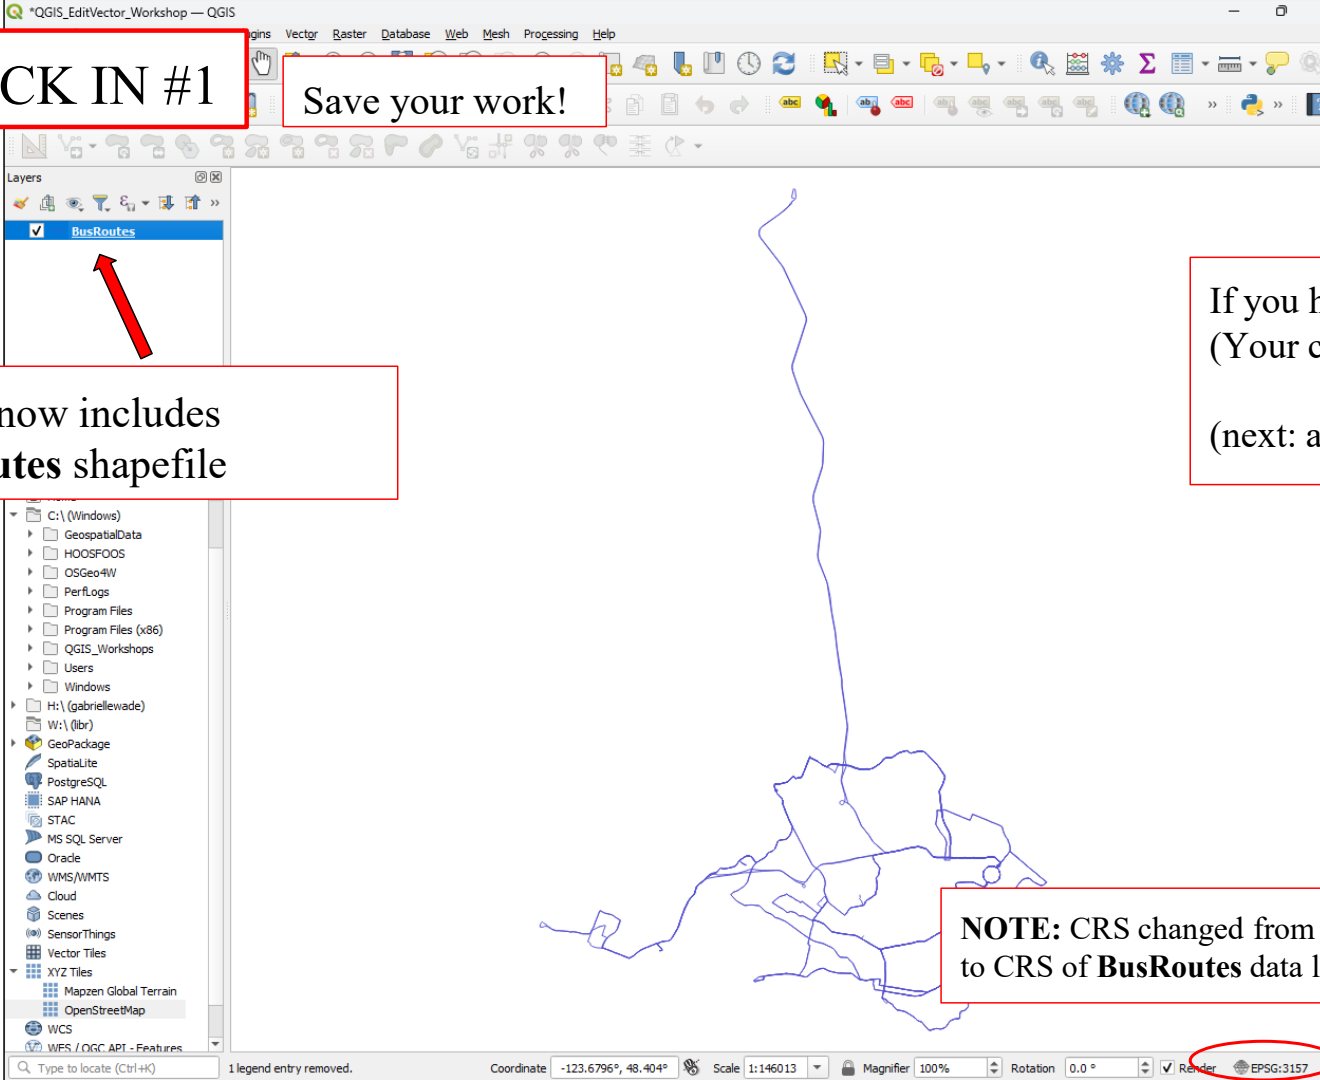 *QGIS_EditVector_Workshop — QGIS
Vector Raster Database Web Mesh Processing Help
CK IN #1
Save your work!
Layers
BusRoutes
If you h
(Your c
(next: a
now includes
utes shapefile
C:\ (Windows)
GeospatialData
HOOSFOOS
OSGeo4W
PerfLogs
Program Files
Program Files (x86)
QGIS_Workshops
Users
Windows
H:\ (gabriellewade)
W:\ (libr)
GeoPackage
SpatiaLite
PostgreSQL
SAP HANA
STAC
MS SQL Server
Oracle
WMS/WMTS
Cloud
Scenes
SensorThings
Vector Tiles
XYZ Tiles
Mapzen Global Terrain
OpenStreetMap
WCS
WFS / OGC API - Features
NOTE: CRS changed from
to CRS of BusRoutes data l
Type to locate (Ctrl+K) 1 legend entry removed. Coordinate -123.6796°, 48.404° Scale 1:146013 Magnifier 100% Rotation 0.0 ° Render EPSG:3157